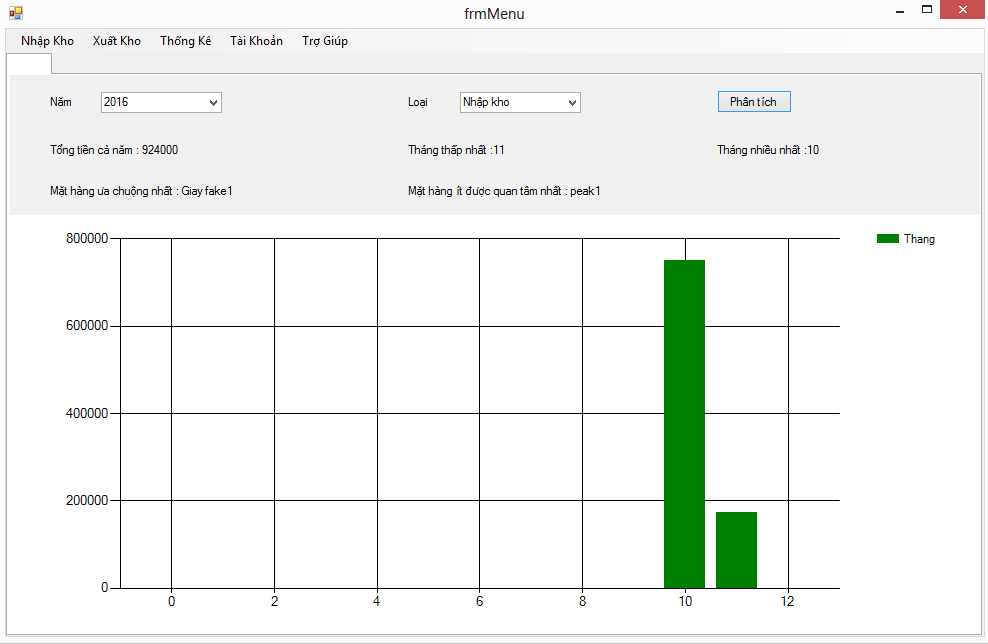 frmMenu
Nhập Kho Xuất Kho Thống Kê Tài Khoản Trợ Giúp
Năm 2016 Loại Nhập kho Phân tích
Tổng tiền cả năm : 924000 Tháng thấp nhất :11 Tháng nhiều nhất :10
Mặt hàng ưa chuộng nhất : Giay fake1 Mặt hàng ít được quan tâm nhất : peak1
800000
Thang
600000
400000
200000
0
0 2 4 6 8 10 12